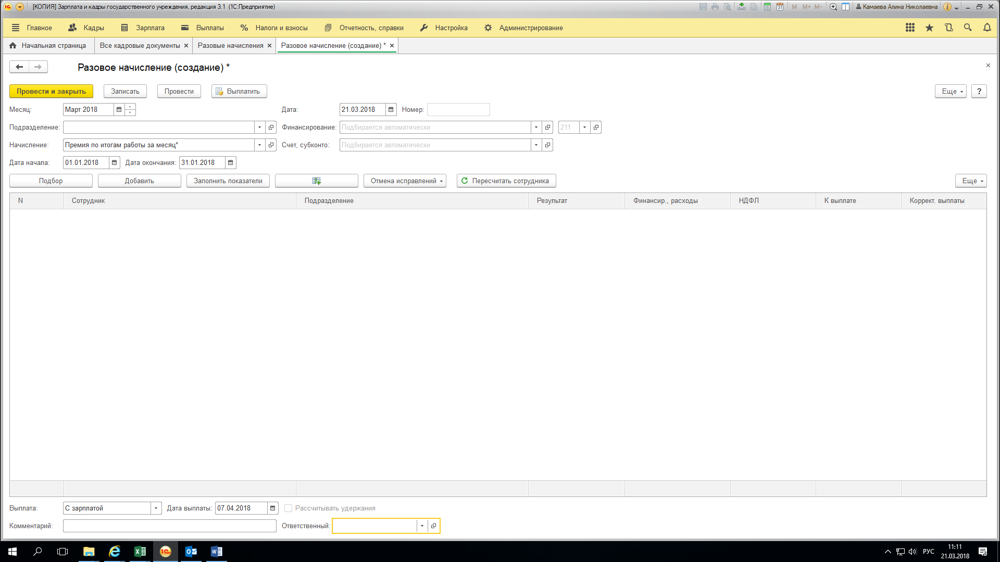 [КОПИЯ] Зарплата и кадры государственного учреждения, редакция 3.1 (1С:Предприятие)
M M+ M- Камаева Алина Николаевна
Главное Кадры Зарплата Выплаты Налоги и взносы Отчетность, справки Настройка Администрирование
Начальная страница Все кадровые документы × Разовые начисления × Разовое начисление (создание) * ×
Разовое начисление (создание) *
Провести и закрыть Записать Провести Выплатить Еще ?
Месяц: Март 2018 Дата: 21.03.2018 Номер:
Подразделение: Финансирование: Подбирается автоматически 211
Начисление: Премия по итогам работы за месяц* Счет, субконто: Подбирается автоматически
Дата начала: 01.01.2018 Дата окончания: 31.01.2018
Подбор Добавить Заполнить показатели Отмена исправлений Пересчитать сотрудника Еще
N Сотрудник Подразделение Результат Финансир., расходы НДФЛ К выплате Коррект. выплаты
Выплата: С зарплатой Дата выплаты: 07.04.2018 Рассчитывать удержания
Комментарий: Ответственный:
РУС 11:11
21.03.2018